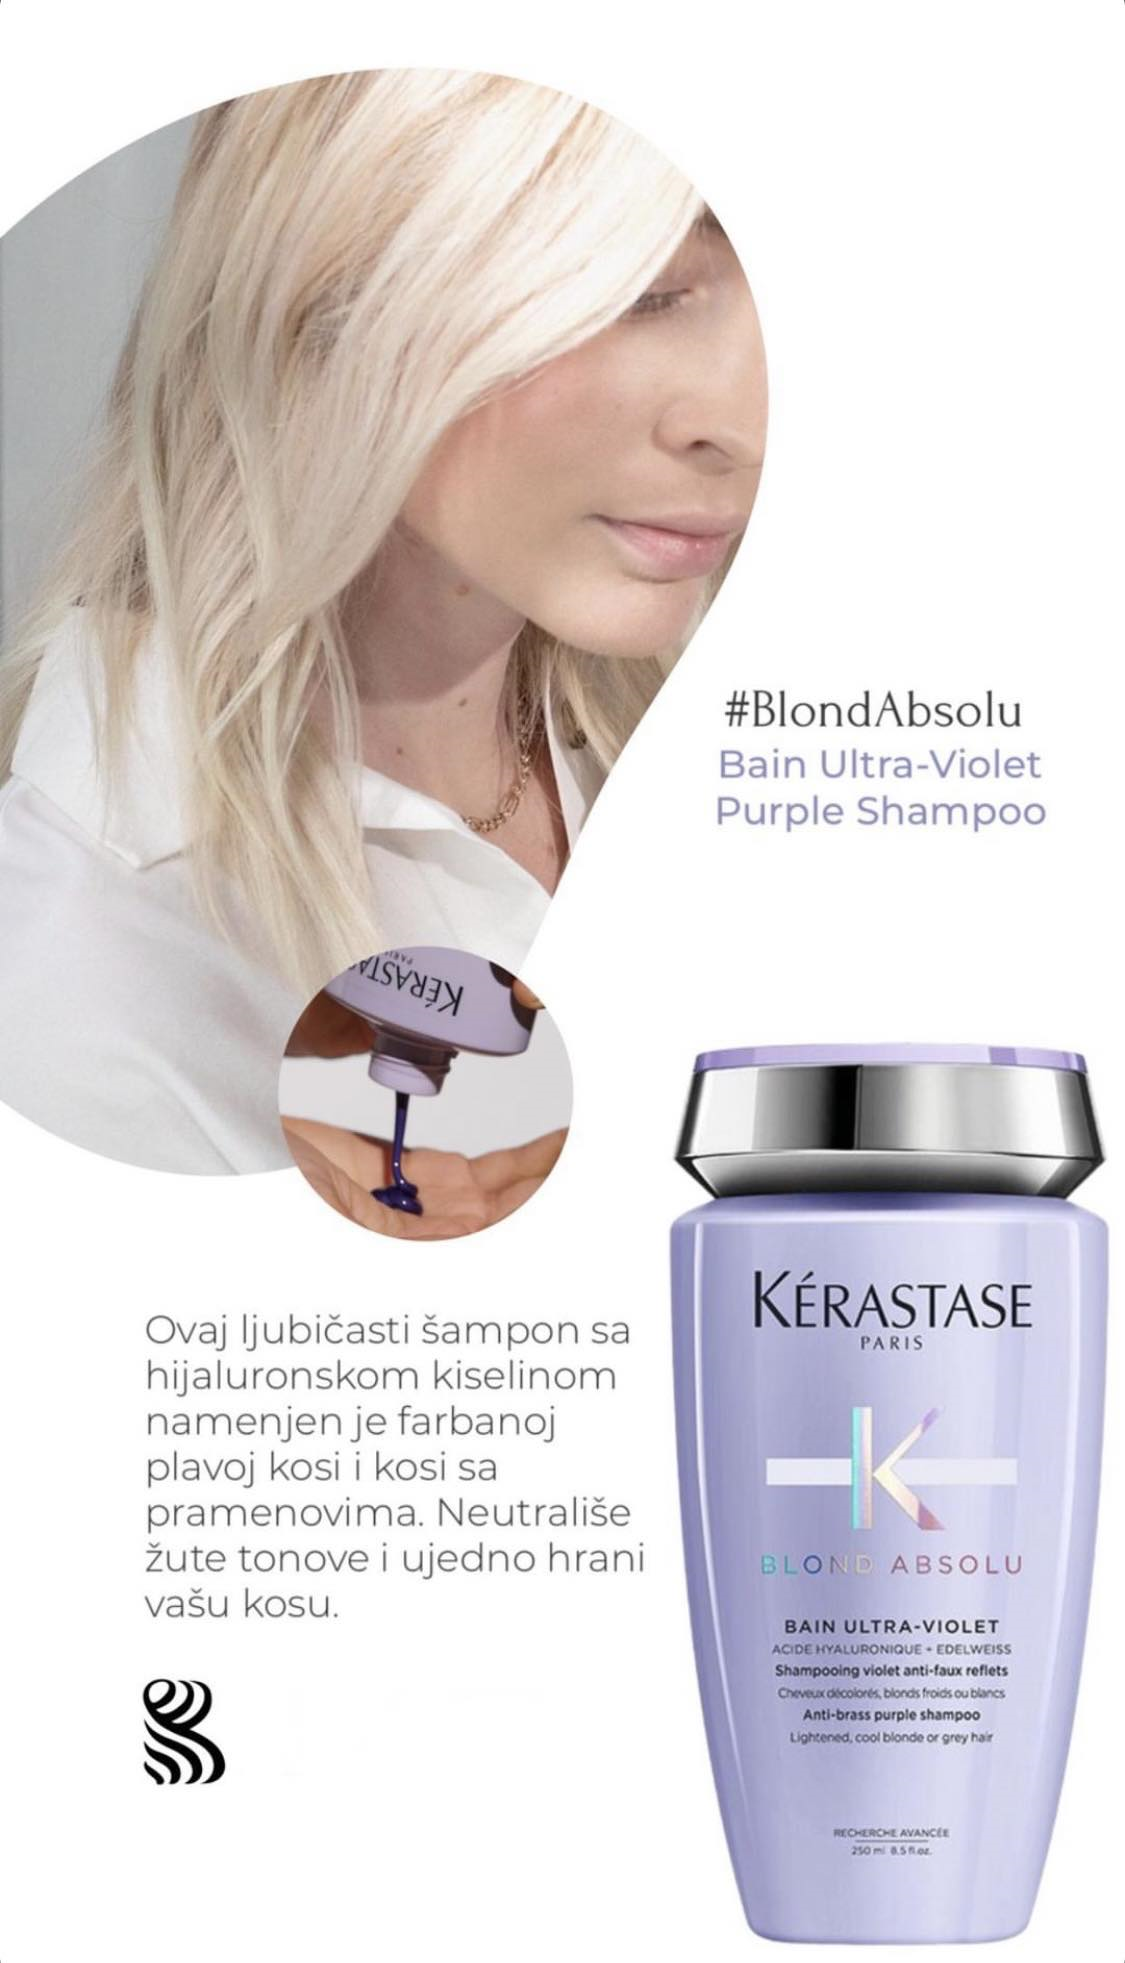 #BlondAbsolu
Bain Ultra-Violet
Purple Shampoo
KÉRASTASE
PARIS
KÉRASTASE
PARIS
K
BLOND ABSOLU
BAIN ULTRA-VIOLET
ACIDE HYALURONIQUE + EDELWEISS
Shampooing violet anti-faux reflets
Cheveux décolorés, blonds froids ou blancs
Anti-brass purple shampoo
Lightened, cool blonde or grey hair
RECHERCHE AVANCÉE
250 ml 8.5 fl.oz.
Ovaj ljubičasti šampon sa
hijaluronskom kiselinom
namenjen je farbanoj
plavoj kosi i kosi sa
pramenovima. Neutrališe
žute tonove i ujedno hrani
vašu kosu.